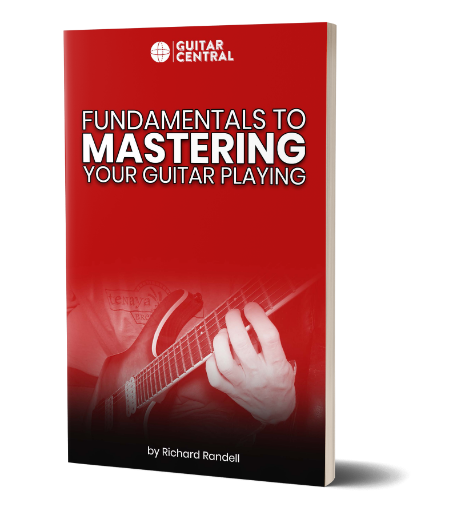 GUITAR
CENTRAL
FUNDAMENTALS TO
MASTERING
YOUR GUITAR PLAYING
by Richard Randell